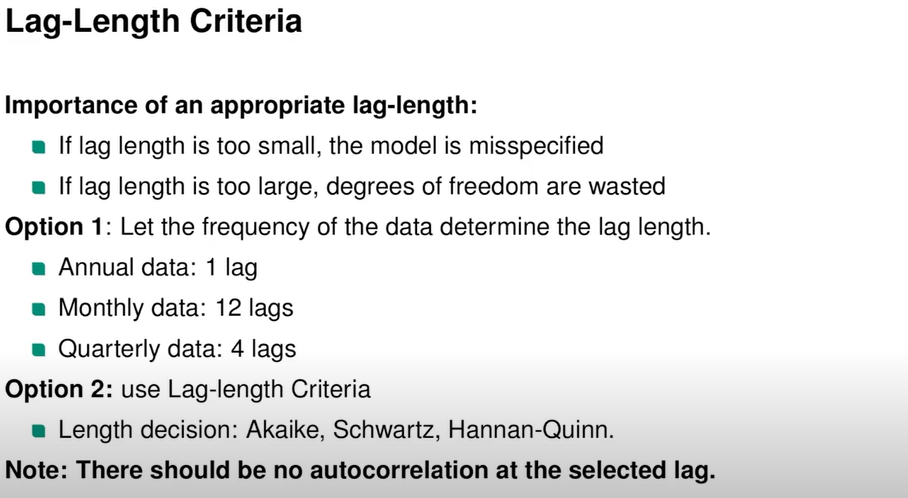 Lag-Length Criteria
Importance of an appropriate lag-length:
If lag length is too small, the model is misspecified
If lag length is too large, degrees of freedom are wasted
Option 1: Let the frequency of the data determine the lag length.
Annual data: 1 lag
Monthly data: 12 lags
Quarterly data: 4 lags
Option 2: use Lag-length Criteria
Length decision: Akaike, Schwartz, Hannan-Quinn.
Note: There should be no autocorrelation at the selected lag.